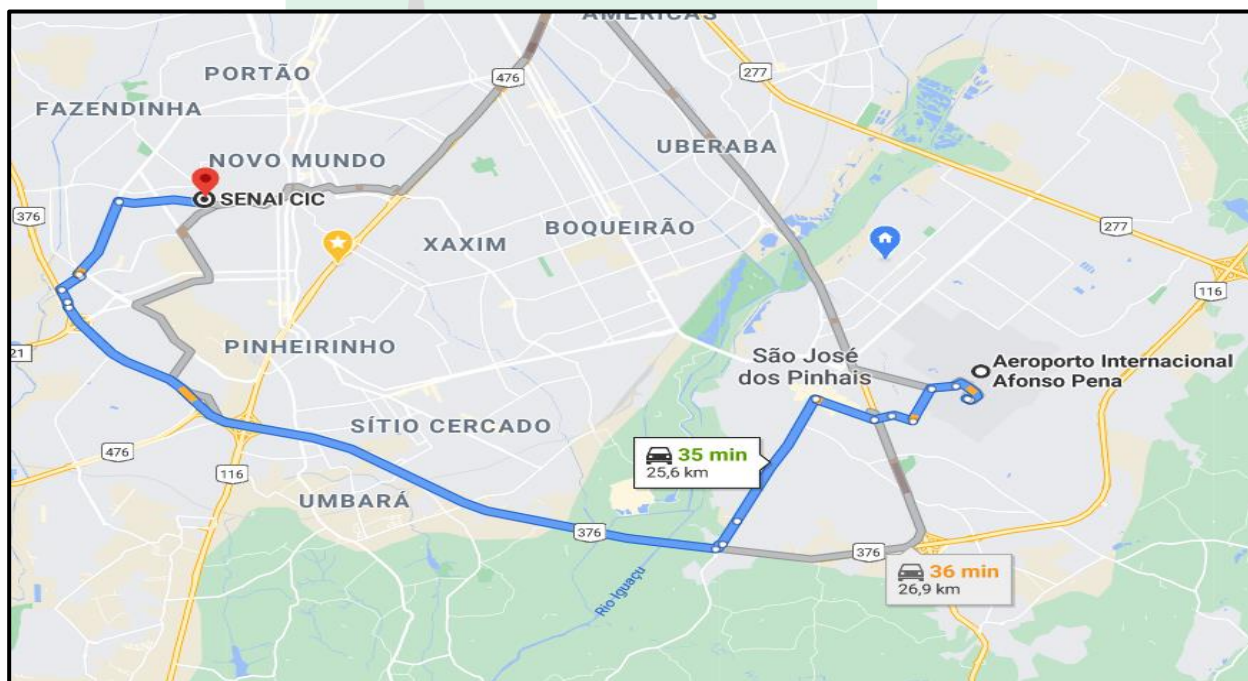 AMÉRICAS
277
PORTÃO
476
FAZENDINHA
UBERABA
NOVO MUNDO
SENAI CIC
376
BOQUEIRÃO
277
XAXIM
116
21
PINHEIRINHO
São José
dos Pinhais
Aeroporto Internacional
Afonso Pena
SÍTIO CERCADO
476
35 min
25,6 km
116
UMBARÁ
376
376
36 min
26,9 km
Rio Iguaçu